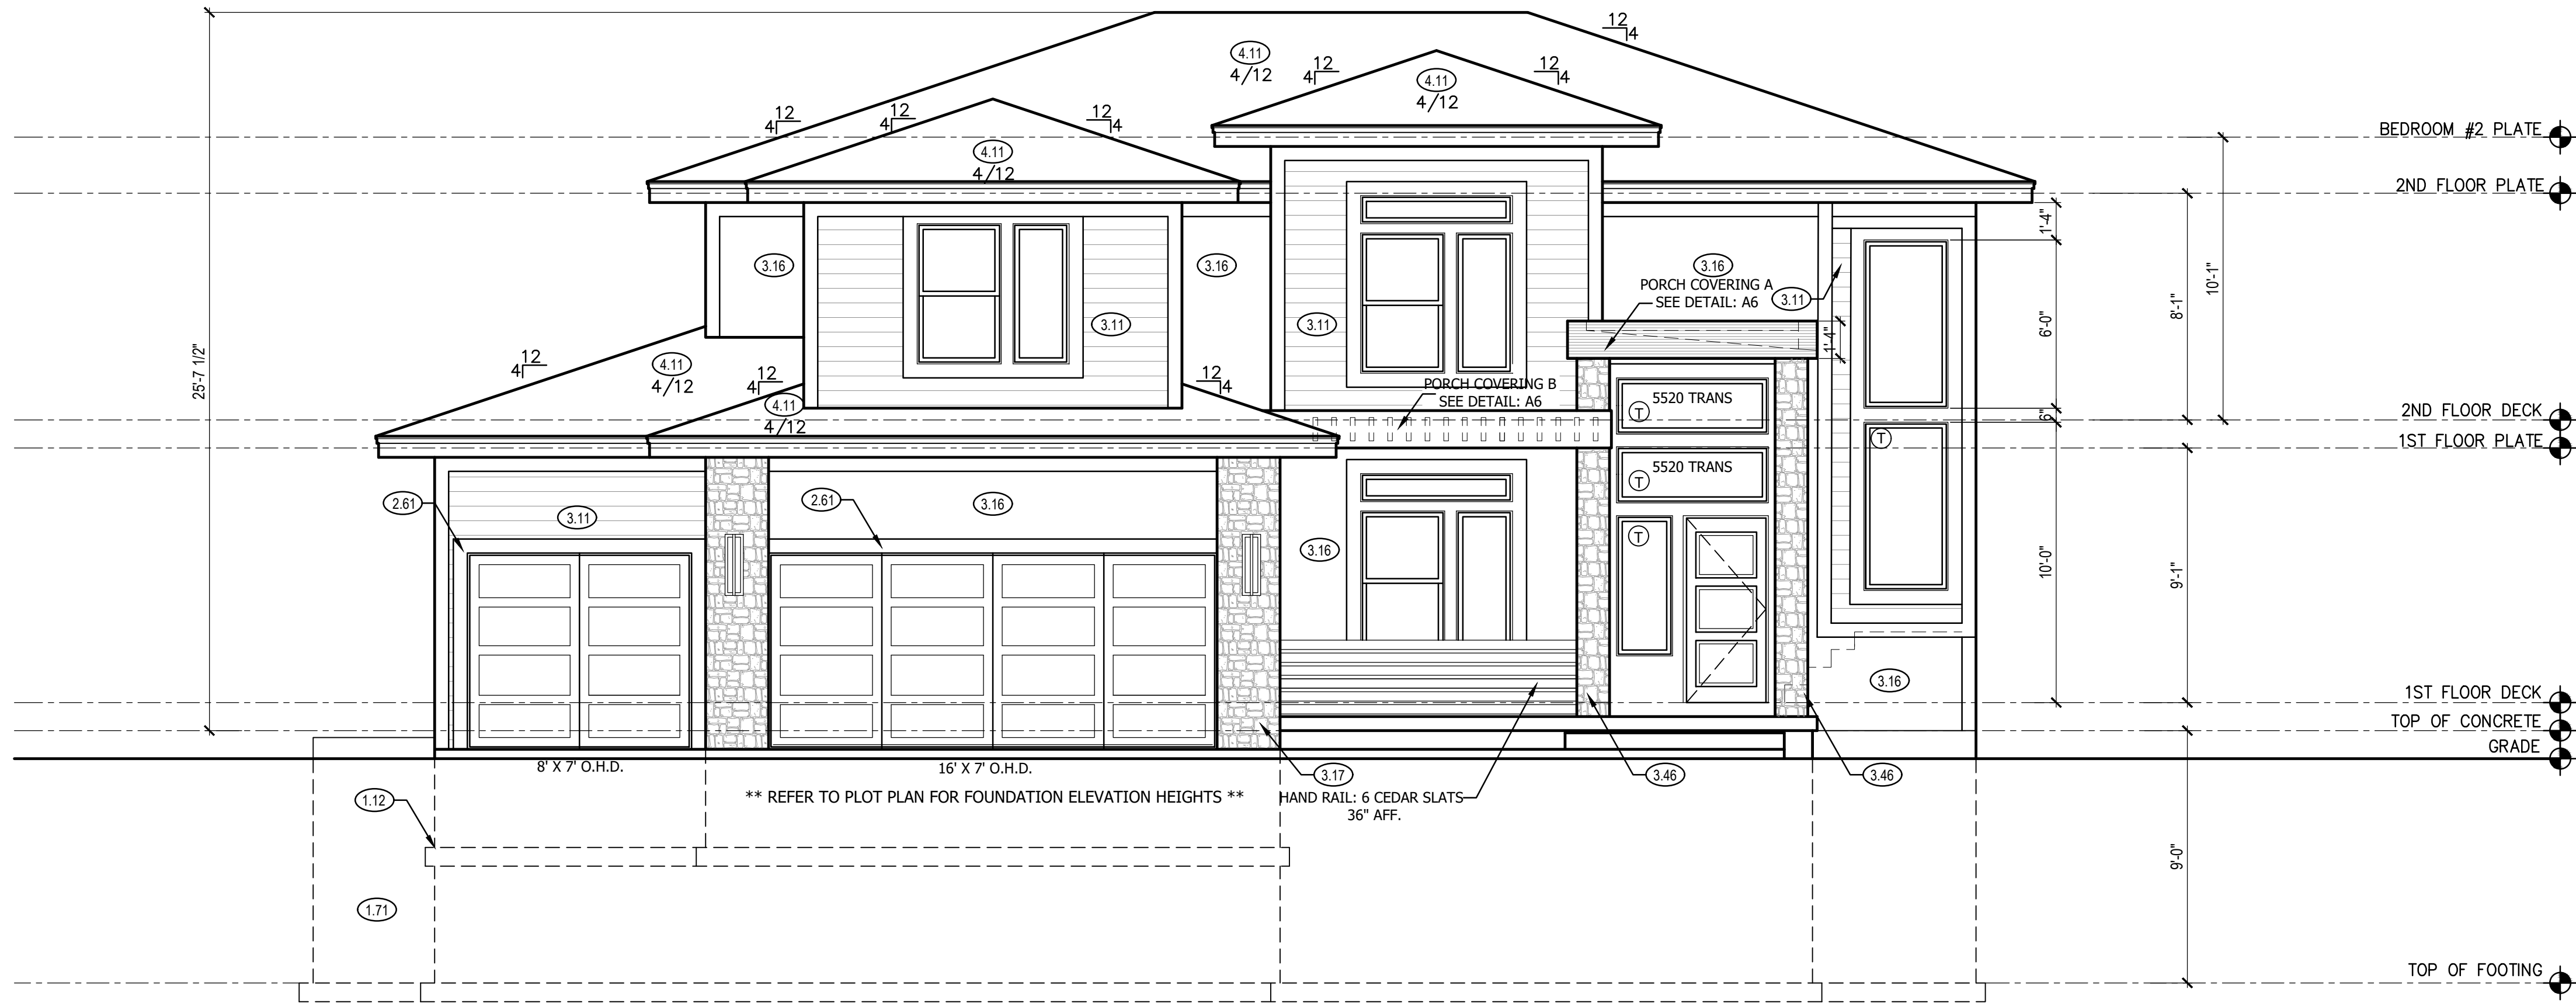 12
4
4.11
4/12
12
4
4.11
4/12
12
4
12
4
12
4
12
4
4.11
4/12
BEDROOM #2 PLATE
2ND FLOOR PLATE
1'-4"
3.16
3.16
3.16
PORCH COVERING A
SEE DETAIL: A6
3.11
10'-1"
8'-1"
6'-0"
3.11
3.11
1'-4"
25'-7 1/2"
12
4
4.11
4/12
12
4
4.11
4/12
12
4
PORCH COVERING B
SEE DETAIL: A6
5520 TRANS
T
6"
2ND FLOOR DECK
1ST FLOOR PLATE
T
5520 TRANS
T
2.61
3.11
2.61
3.16
3.16
T
10'-0"
9'-1"
3.16
1ST FLOOR DECK
TOP OF CONCRETE
GRADE
8' X 7' O.H.D.
16' X 7' O.H.D.
3.17
3.46
3.46
** REFER TO PLOT PLAN FOR FOUNDATION ELEVATION HEIGHTS **
HAND RAIL: 6 CEDAR SLATS
36" AFF.
1.12
9'-0"
1.71
TOP OF FOOTING